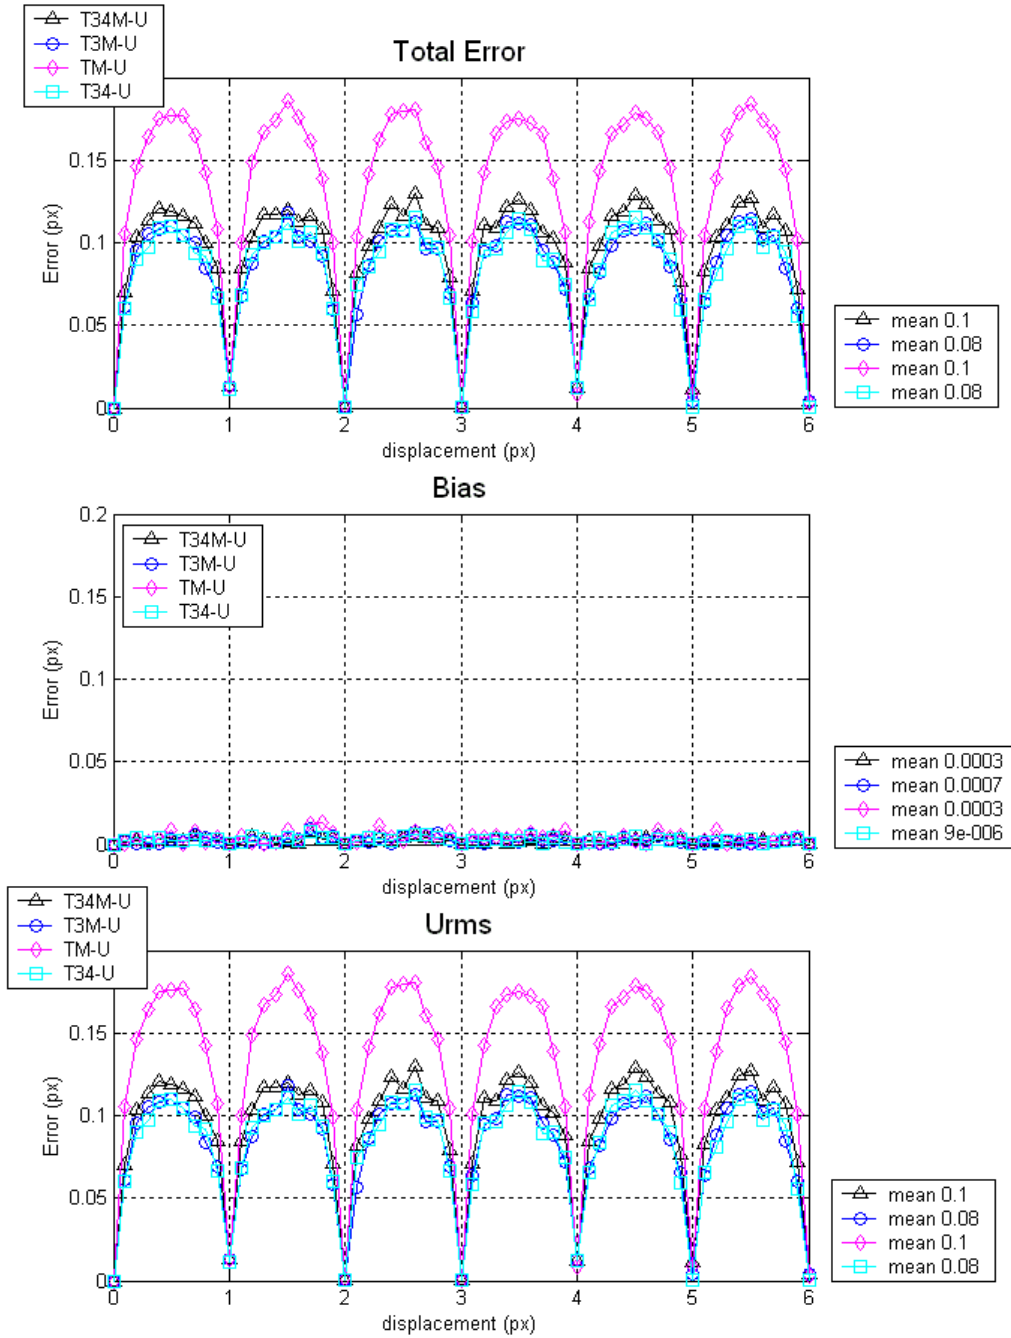 T34M-U
T3M-U
TM-U
T34-U
Total Error
0.15
0.1
0.05
0
Error (px)
0 1 2 3 4 5 6
displacement (px)
mean 0.1
mean 0.08
mean 0.1
mean 0.08
Bias
0.2
0.15
0.1
0.05
0
Error (px)
T34M-U
T3M-U
TM-U
T34-U
0 1 2 3 4 5 6
displacement (px)
mean 0.0003
mean 0.0007
mean 0.0003
mean 9e-006
T34M-U
T3M-U
TM-U
T34-U
Urms
0.15
0.1
0.05
0
Error (px)
0 1 2 3 4 5 6
displacement (px)
mean 0.1
mean 0.08
mean 0.1
mean 0.08